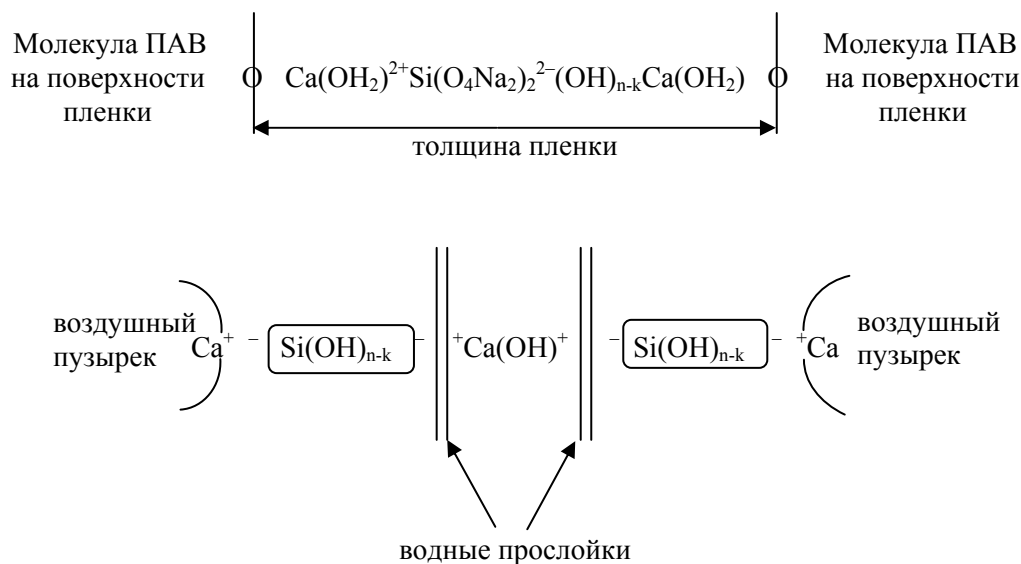 Молекула ПАВ
на поверхности
пленки
O Ca(OH₂)²⁺Si(O₄Na₂)₂²⁻(OH)ₙ₋ₖCa(OH₂) O
Молекула ПАВ
на поверхности
пленки
толщина пленки
воздушный
пузырек
Ca⁺ ⁻ Si(OH)ₙ₋ₖ ⁻ ⁺Ca(OH)⁺ ⁻ Si(OH)ₙ₋ₖ ⁻ ⁺Ca
воздушный
пузырек
водные прослойки